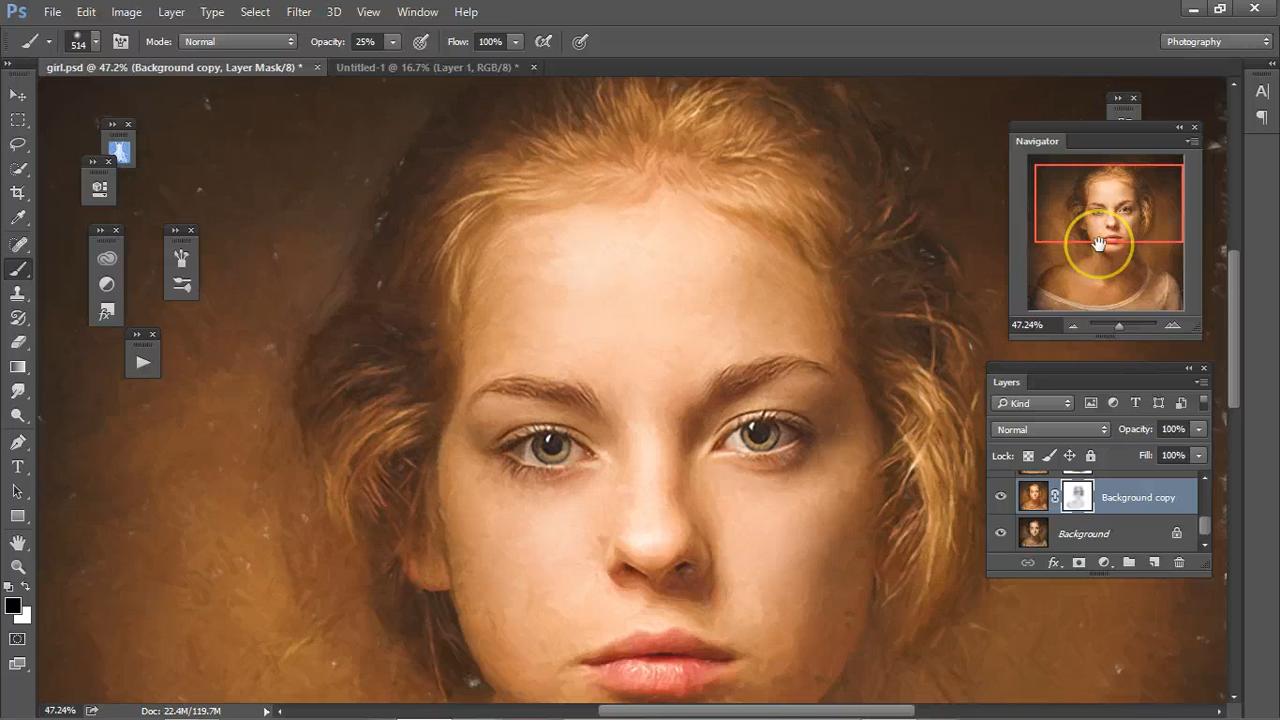 Ps File Edit Image Layer Type Select Filter 3D View Window Help
514 Mode: Normal Opacity: 25% Flow: 100% Photography
girl.psd @ 47.2% (Background copy, Layer Mask/8) * Untitled-1 @ 16.7% (Layer 1, RGB/8) *
Navigator
47.24%
Layers
Kind
Normal Opacity: 100%
Lock: Fill: 100%
Background copy
Background
fx
47.24% Doc: 22.4M/119.7M